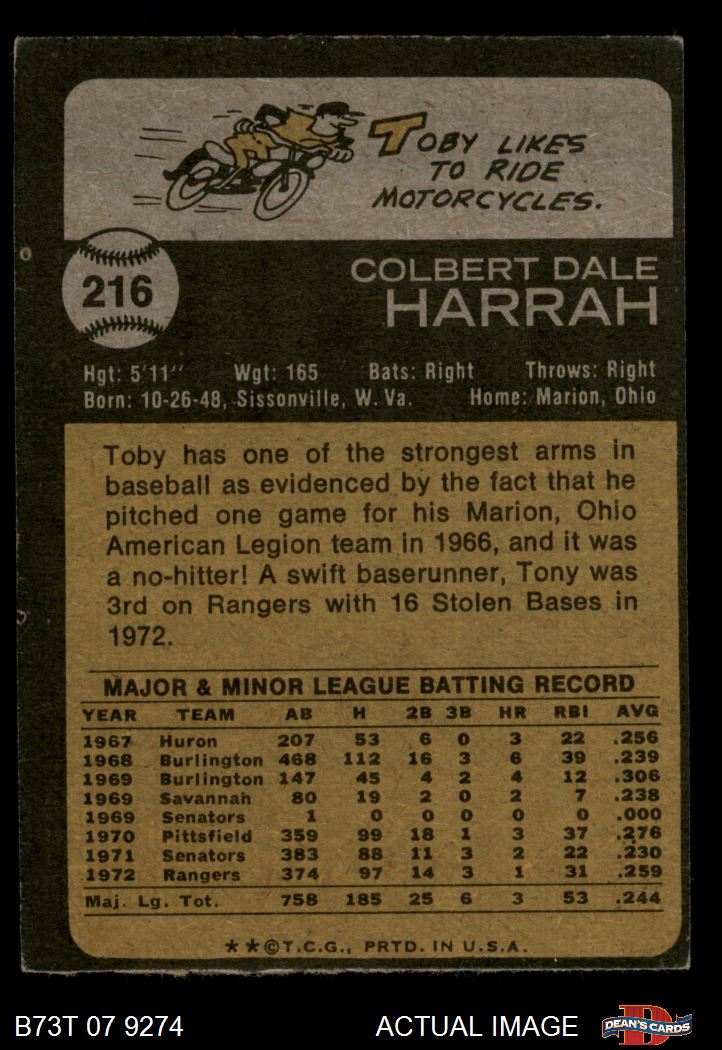 TOBY LIKES
TO RIDE
MOTORCYCLES.
216
COLBERT DALE
HARRAH
Hgt: 5'11" Wgt: 165 Bats: Right Throws: Right
Born: 10-26-48, Sissonville, W. Va. Home: Marion, Ohio
Toby has one of the strongest arms in
baseball as evidenced by the fact that he
pitched one game for his Marion, Ohio
American Legion team in 1966, and it was
a no-hitter! A swift baserunner, Tony was
3rd on Rangers with 16 Stolen Bases in
1972.
MAJOR & MINOR LEAGUE BATTING RECORD
YEAR TEAM AB H 2B 3B HR RBI AVG
1967 Huron 207 53 6 0 3 22 .256
1968 Burlington 468 112 16 3 6 39 .239
1969 Burlington 147 45 4 2 4 12 .306
1969 Savannah 80 19 2 0 2 7 .238
1969 Senators 1 0 0 0 0 0 .000
1970 Pittsfield 359 99 18 1 3 37 .276
1971 Senators 383 88 11 3 2 22 .230
1972 Rangers 374 97 14 3 1 31 .259
Maj. Lg. Tot. 758 185 25 6 3 53 .244
**©T.C.G., PRTD. IN U.S.A.
B73T 07 9274 ACTUAL IMAGE DEAN'S CARDS